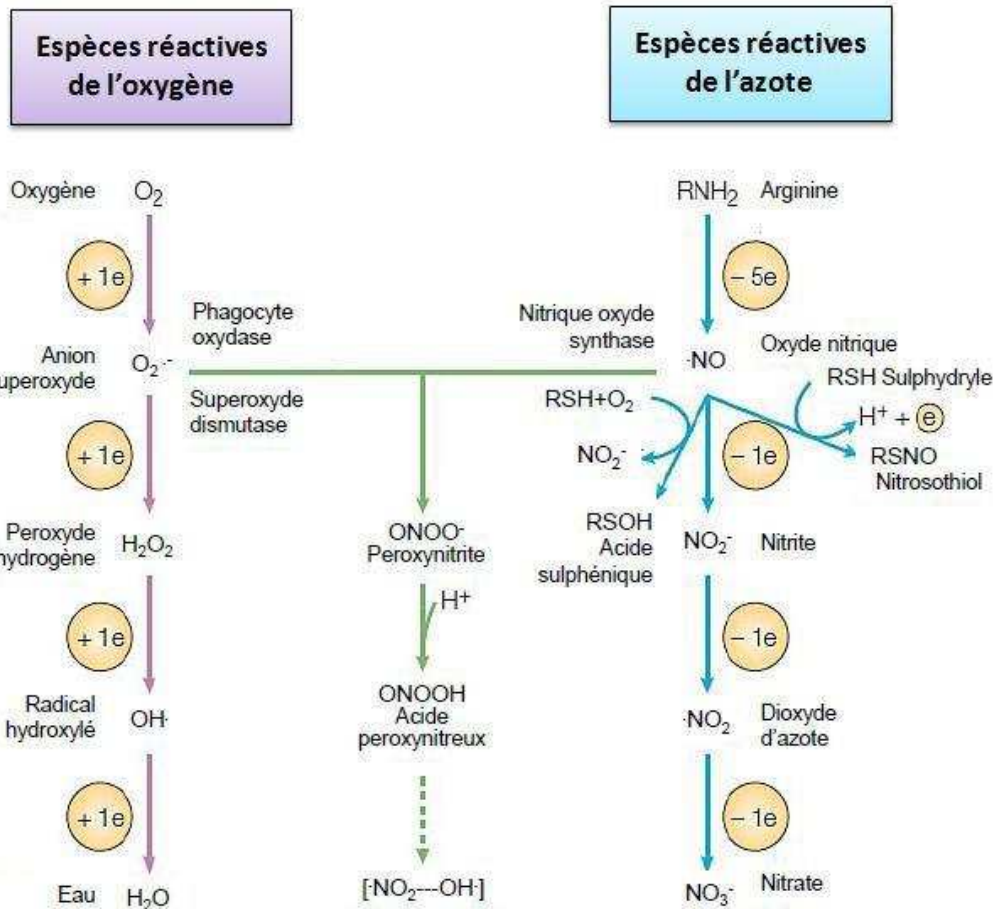 Espèces réactives
de l'oxygène
Espèces réactives
de l'azote
Oxygène O₂
+ 1e
Anion
uperoxyde
O₂·⁻
+ 1e
Peroxyde
hydrogène
H₂O₂
+ 1e
Radical
hydroxylé
OH·
+ 1e
Eau H₂O
Phagocyte
oxydase
Superoxyde
dismutase
ONOO⁻
Peroxynitrite
H⁺
ONOOH
Acide
peroxynitreux
[·NO₂---OH·]
RNH₂ Arginine
− 5e
Nitrique oxyde
synthase
·NO
Oxyde nitrique
RSH+O₂
NO₂⁻
RSOH
Acide
sulphénique
RSH Sulphydryle
H⁺ + e
RSNO
Nitrosothiol
− 1e
NO₂⁻ Nitrite
− 1e
·NO₂ Dioxyde
d'azote
− 1e
NO₃⁻ Nitrate